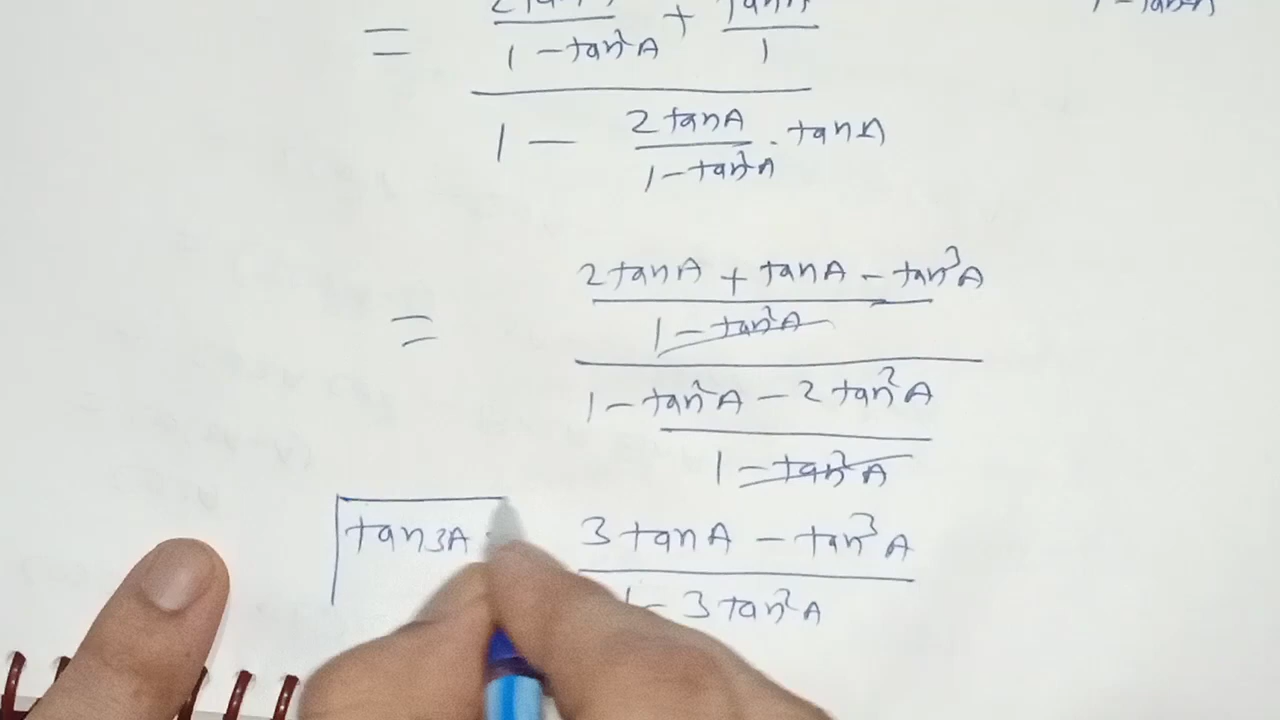 = 2tanA/(1 - tan²A) + tanA/1
1 - 2tanA/(1 - tan²A) . tanA
2tanA + tanA - tan³A
=
1 - tan²A
1 - tan²A - 2tan²A
1 - tan²A
tan3A 3tanA - tan³A
1 - 3tan²A